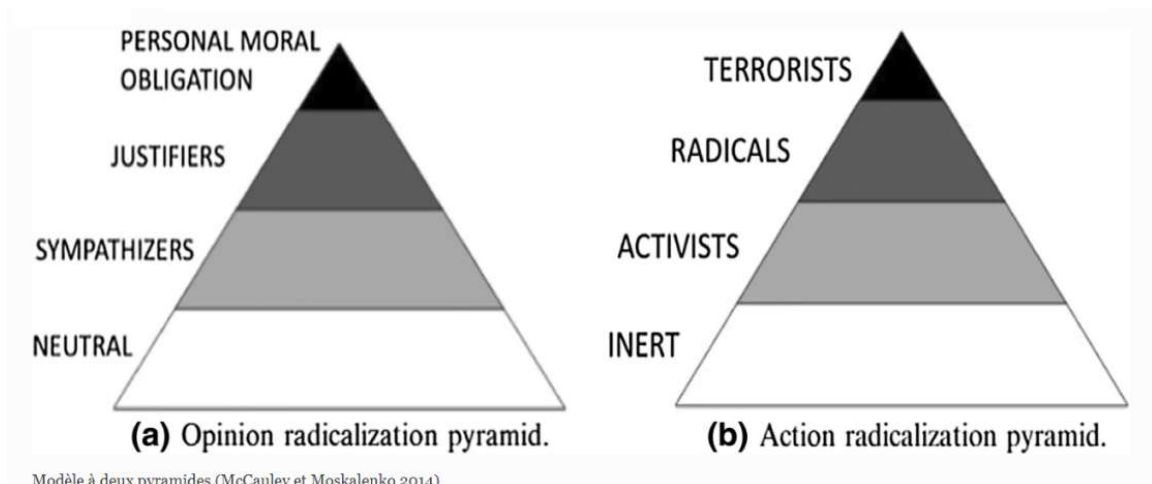 PERSONAL MORAL
OBLIGATION
JUSTIFIERS
SYMPATHIZERS
NEUTRAL
(a) Opinion radicalization pyramid.
TERRORISTS
RADICALS
ACTIVISTS
INERT
(b) Action radicalization pyramid.
Modèle à deux pyramides (McCauley et Moskalenko 2014)